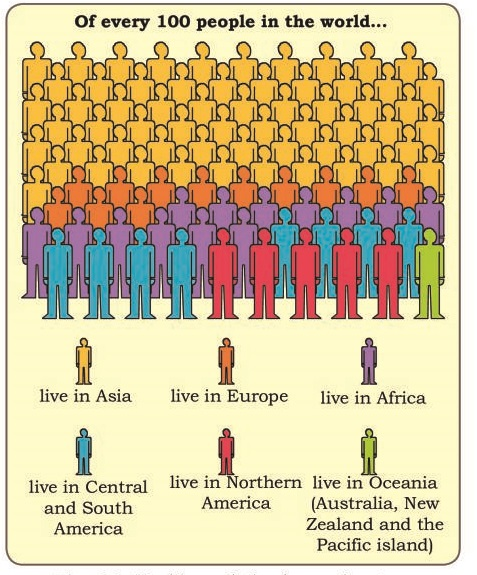 Of every 100 people in the world...
live in Asia
live in Europe
live in Africa
live in Central
and South
America
live in Northern
America
live in Oceania
(Australia, New
Zealand and the
Pacific island)